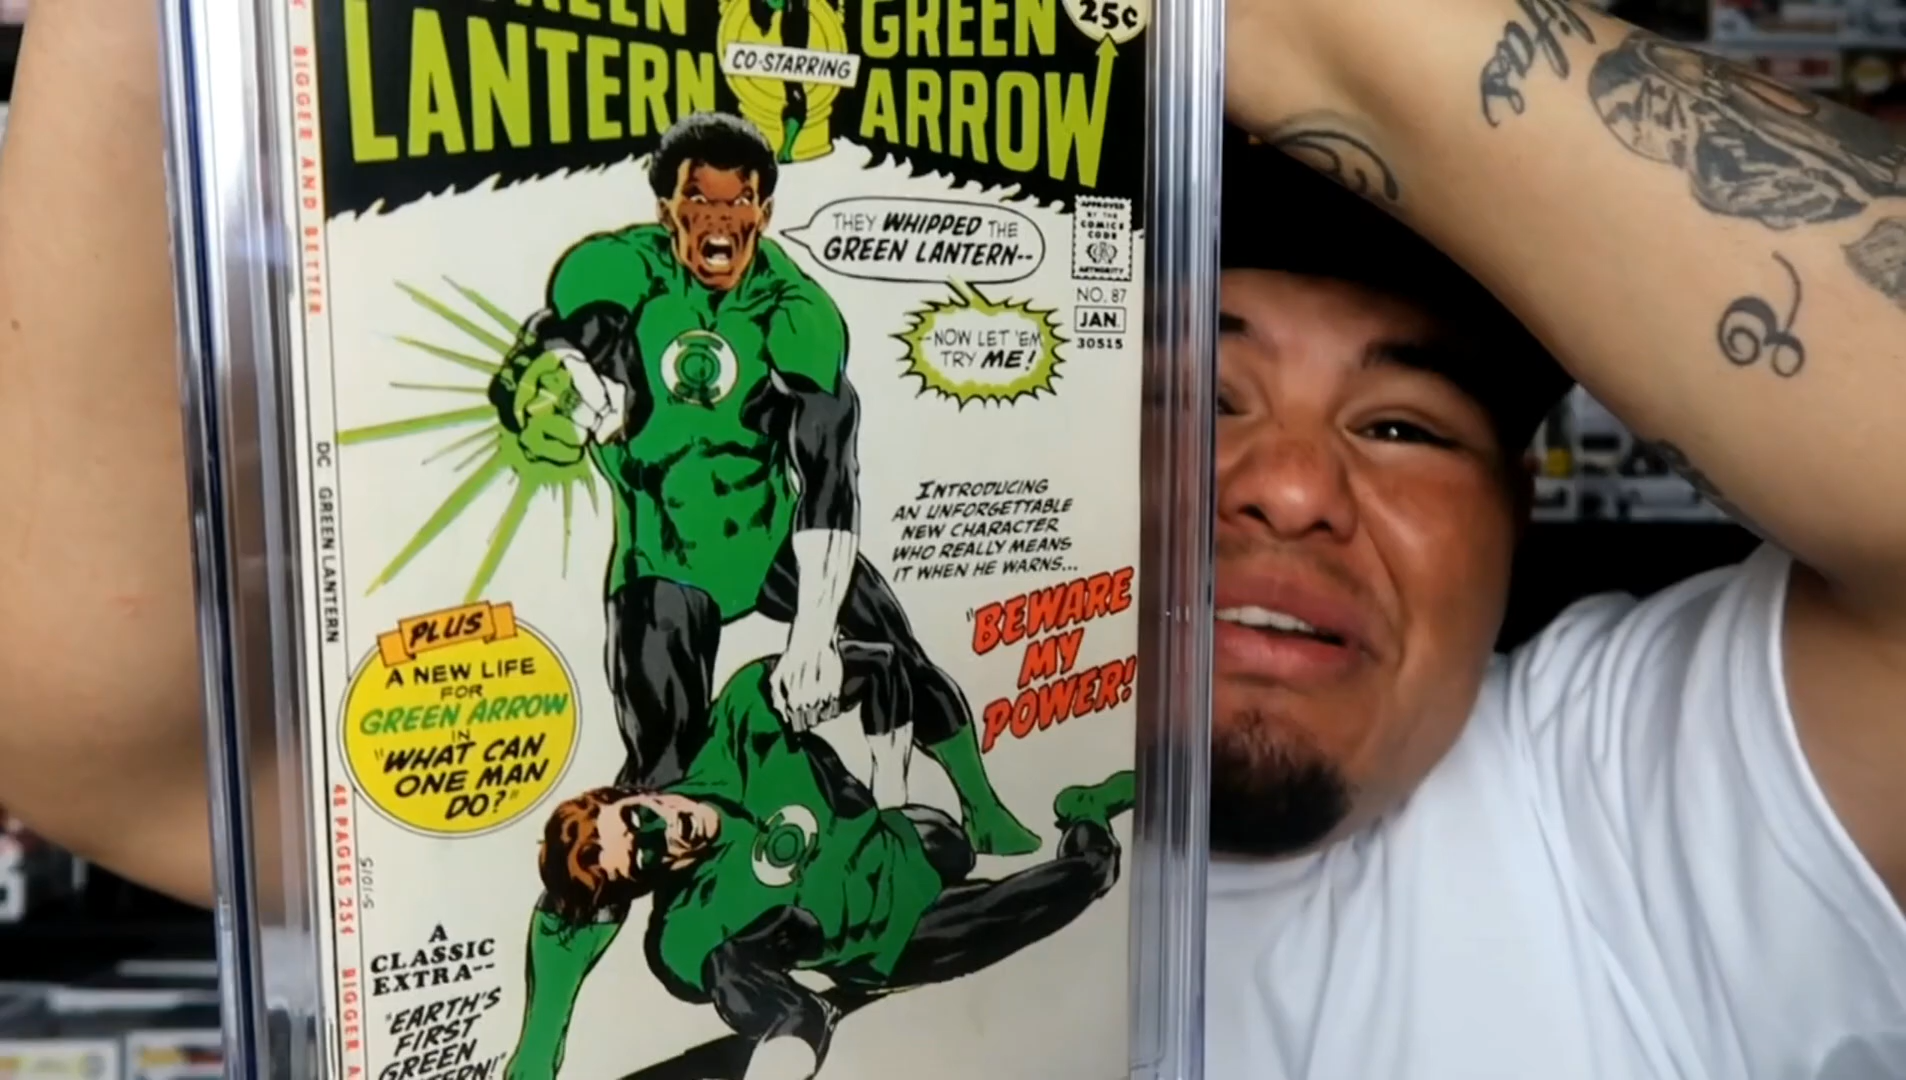 GREEN
LANTERN
CO-STARRING
GREEN
ARROW
25¢
THEY WHIPPED THE
GREEN LANTERN--
--NOW LET 'EM
TRY ME!
APPROVED
BY THE
COMICS
CODE
AUTHORITY
NO. 87
JAN.
30515
INTRODUCING
AN UNFORGETTABLE
NEW CHARACTER
WHO REALLY MEANS
IT WHEN HE WARNS...
"BEWARE
MY
POWER!
PLUS
A NEW LIFE
FOR
GREEN ARROW
IN
"WHAT CAN
ONE MAN
DO?"
A
CLASSIC
EXTRA--
"EARTH'S
FIRST
GREEN
BIGGER AND BETTER
DC GREEN LANTERN
48 PAGES 25¢
BIGGER A
S-1015